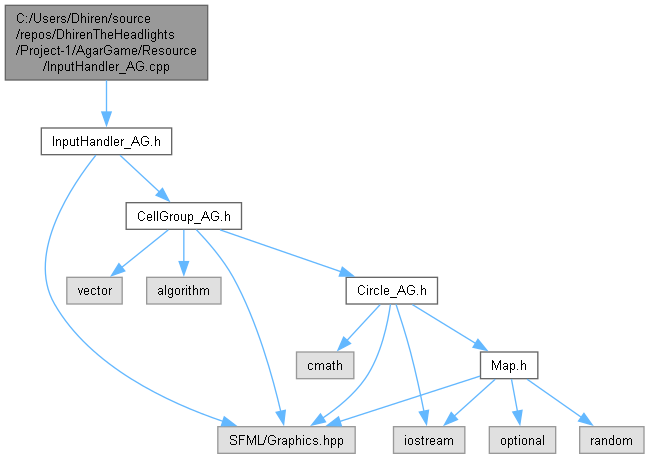 C:/Users/Dhiren/source
/repos/DhirenTheHeadlights
/Project-1/AgarGame/Resource
/InputHandler_AG.cpp
InputHandler_AG.h
CellGroup_AG.h
vector
algorithm
Circle_AG.h
cmath
Map.h
SFML/Graphics.hpp
iostream
optional
random